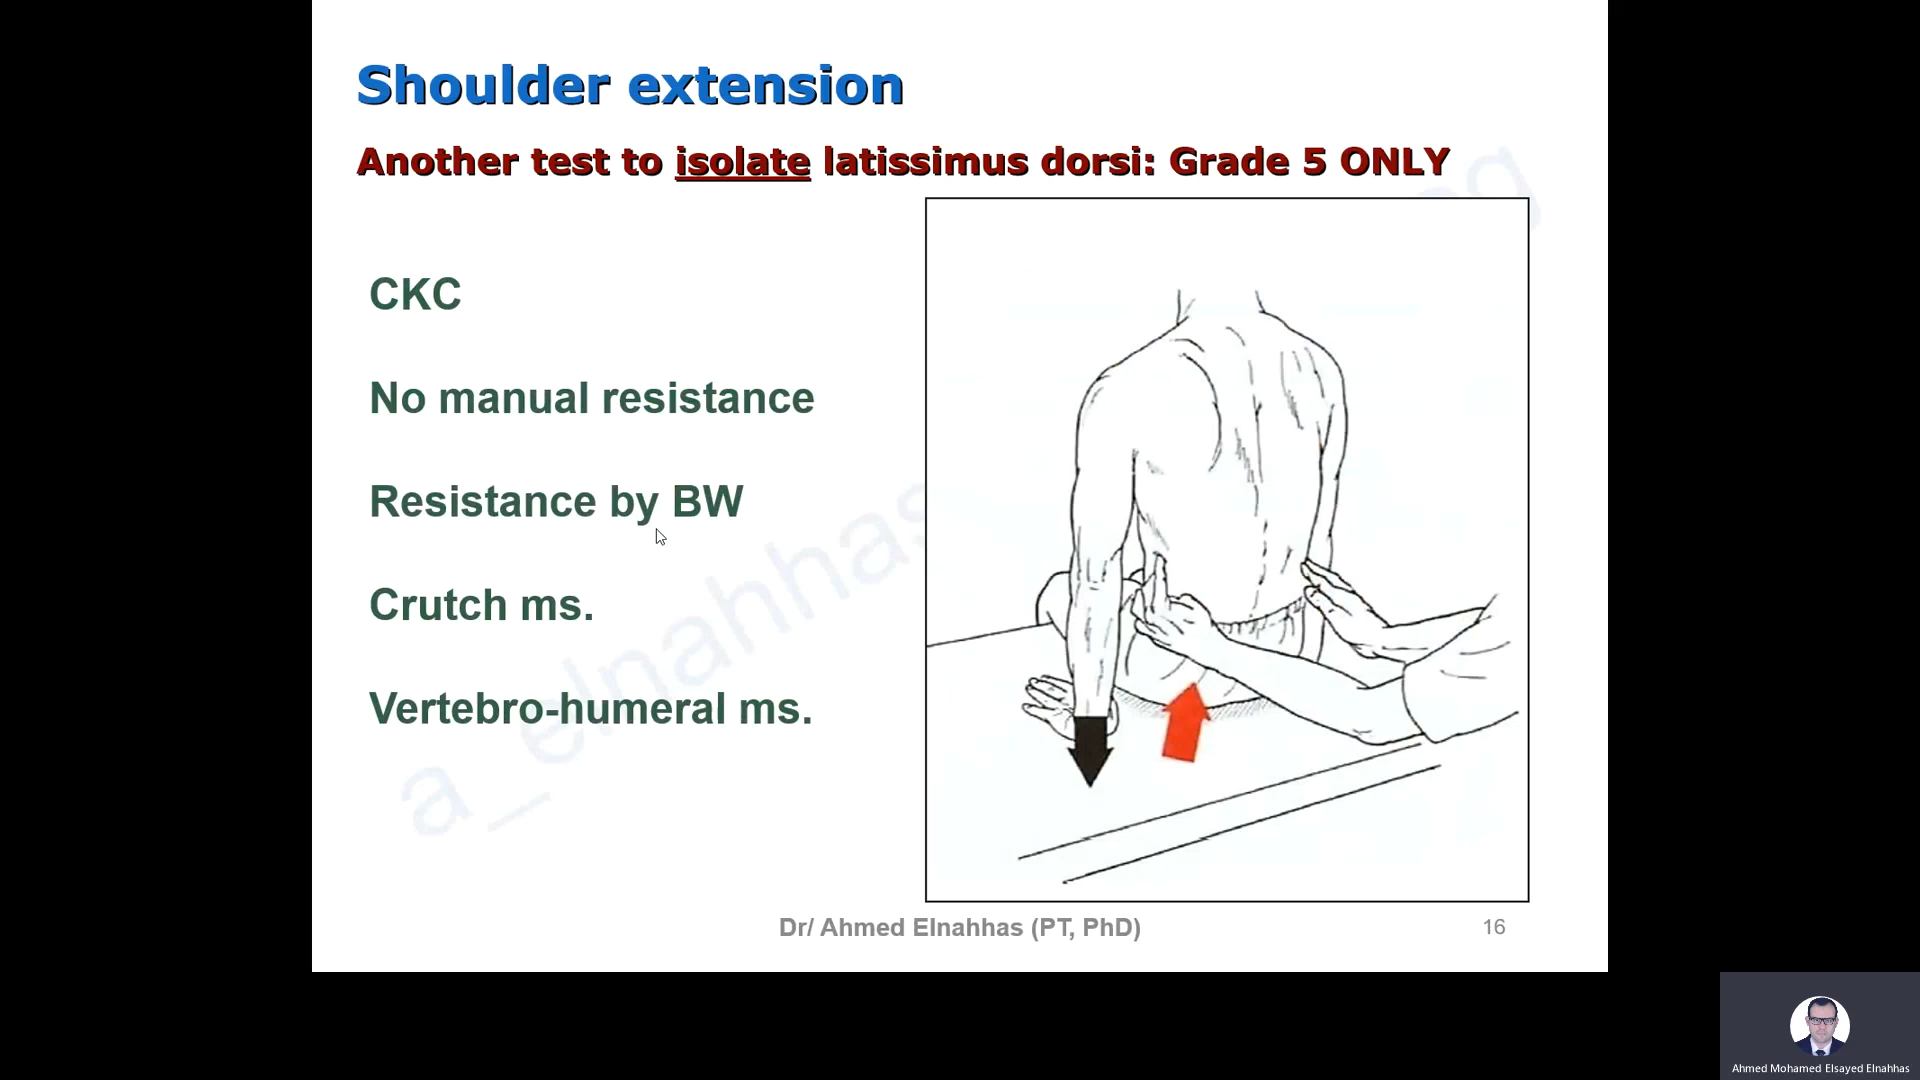 Shoulder extension
Another test to isolate latissimus dorsi: Grade 5 ONLY
CKC
No manual resistance
Resistance by BW
Crutch ms.
Vertebro-humeral ms.
a_elnahhas
Dr/ Ahmed Elnahhas (PT, PhD)
16
Ahmed Mohamed Elsayed Elnahhas